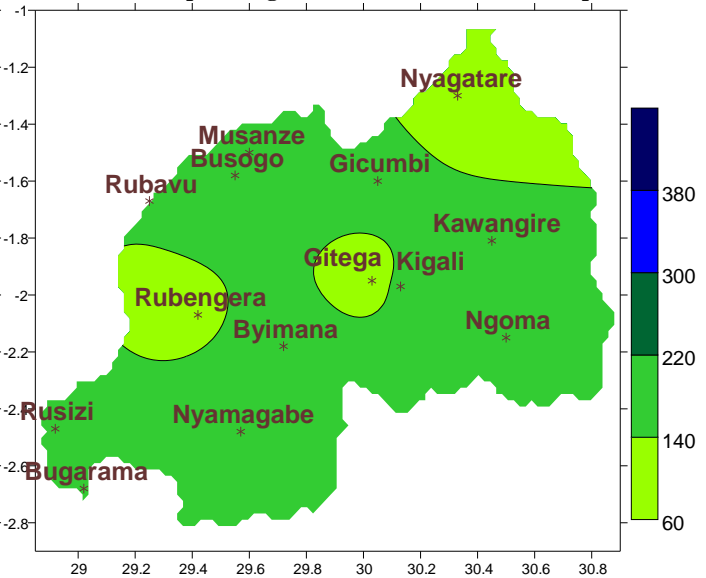 -1
-1.2
Nyagatare
-1.4
Musanze
Busogo
Gicumbi
-1.6
Rubavu
380
Kawangire
-1.8
Gitega
Kigali
300
-2
Rubengera
Ngoma
Byimana
-2.2
220
-2.4
Rusizi
Nyamagabe
140
-2.6
Bugarama
60
-2.8
29 29.2 29.4 29.6 29.8 30 30.2 30.4 30.6 30.8